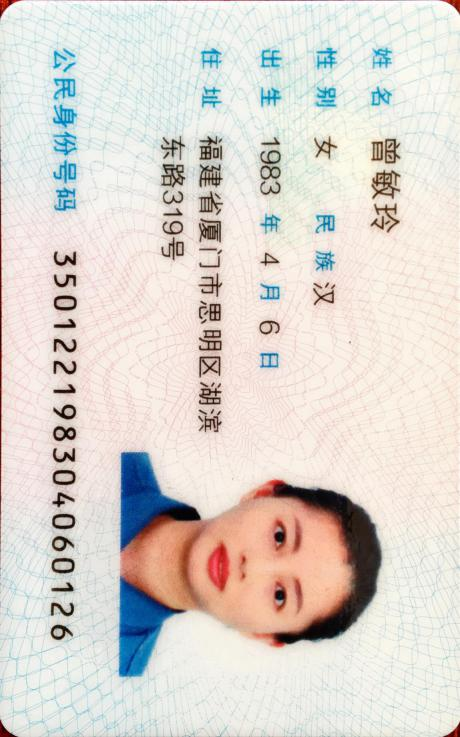 姓名 曾敏玲
性别 女 民族 汉
出生 1983 年 4 月 6 日
住址 福建省厦门市思明区湖滨
东路319号
公民身份号码 350122198304060126